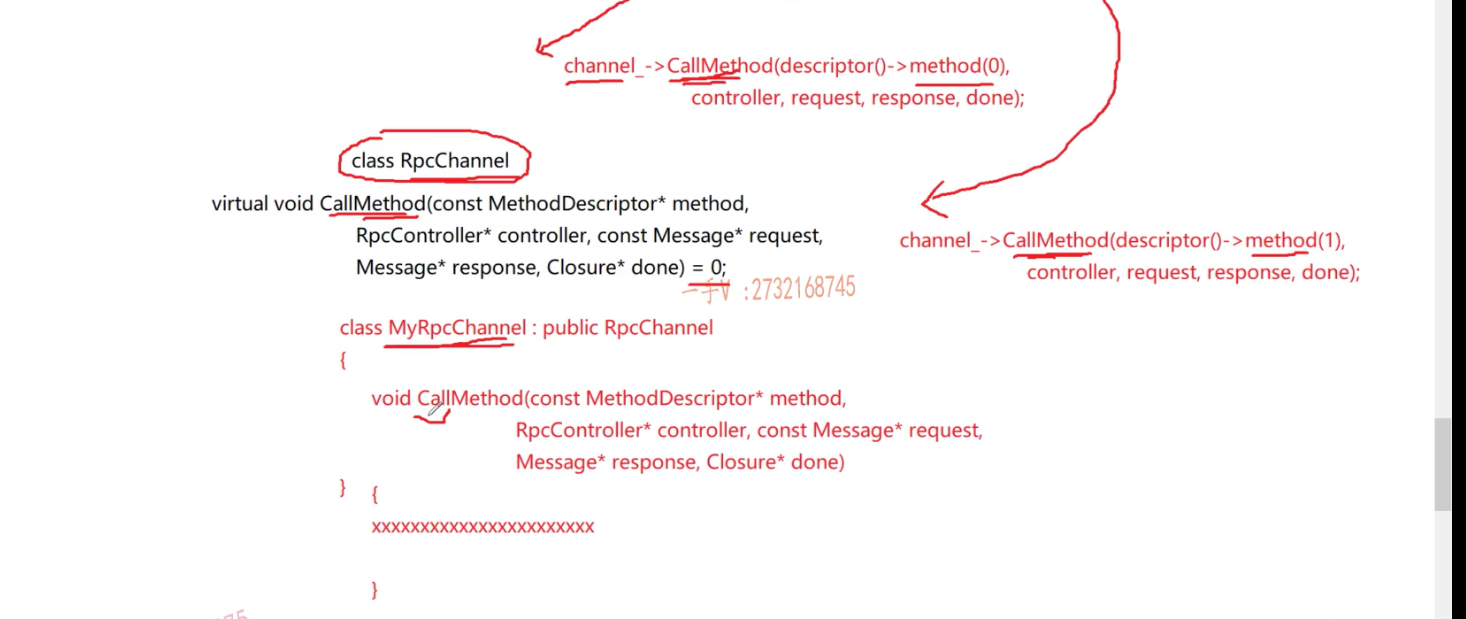 channel_->CallMethod(descriptor()->method(0),
controller, request, response, done);
class RpcChannel
virtual void CallMethod(const MethodDescriptor* method,
RpcController* controller, const Message* request,
Message* response, Closure* done) = 0;
channel_->CallMethod(descriptor()->method(1),
controller, request, response, done);
一手V :2732168745
class MyRpcChannel : public RpcChannel
{
void CallMethod(const MethodDescriptor* method,
RpcController* controller, const Message* request,
Message* response, Closure* done)
} {
xxxxxxxxxxxxxxxxxxxxxxx
}